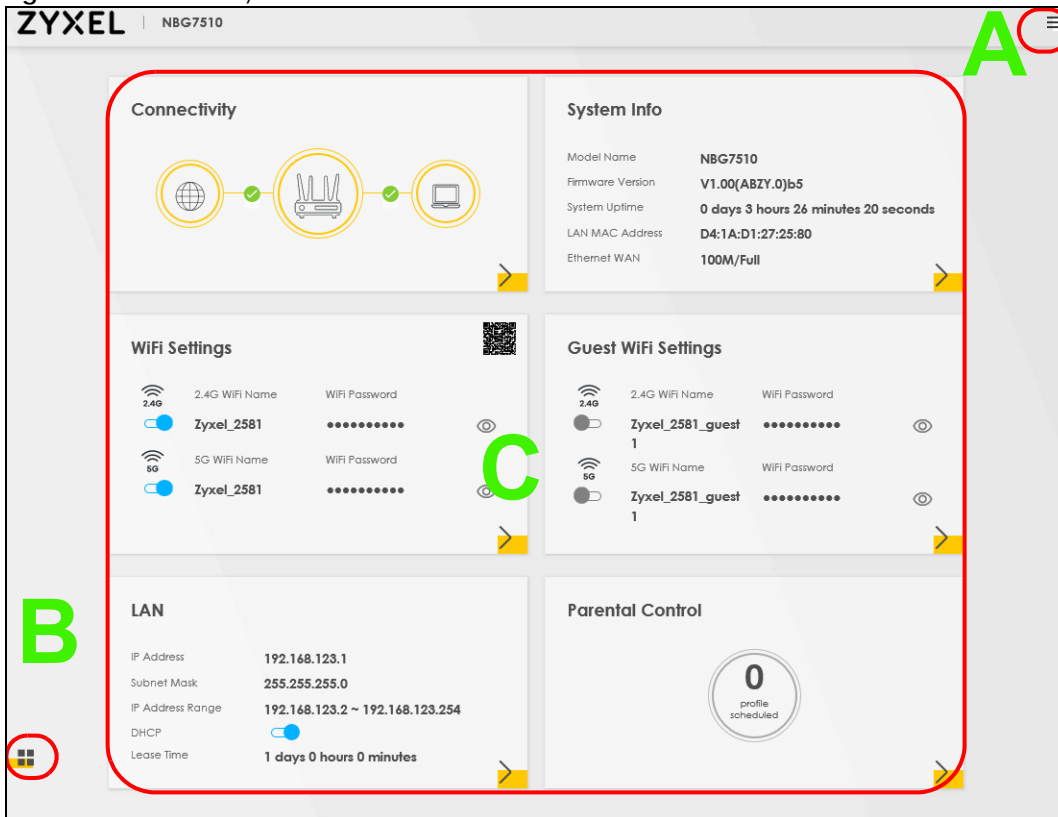 ZYXEL | NBG7510
A
Connectivity
System Info
Model Name NBG7510
Firmware Version V1.00(ABZY.0)b5
System Uptime 0 days 3 hours 26 minutes 20 seconds
LAN MAC Address D4:1A:D1:27:25:80
Ethernet WAN 100M/Full
WiFi Settings
2.4G 2.4G WiFi Name WiFi Password
Zyxel_2581 ●●●●●●●●●●
5G 5G WiFi Name WiFi Password
Zyxel_2581 ●●●●●●●●●●
C
Guest WiFi Settings
2.4G 2.4G WiFi Name WiFi Password
Zyxel_2581_guest ●●●●●●●●●●
1
5G 5G WiFi Name WiFi Password
Zyxel_2581_guest ●●●●●●●●●●
1
B
LAN
IP Address 192.168.123.1
Subnet Mask 255.255.255.0
IP Address Range 192.168.123.2 ~ 192.168.123.254
DHCP
Lease Time 1 days 0 hours 0 minutes
Parental Control
0
profile
scheduled